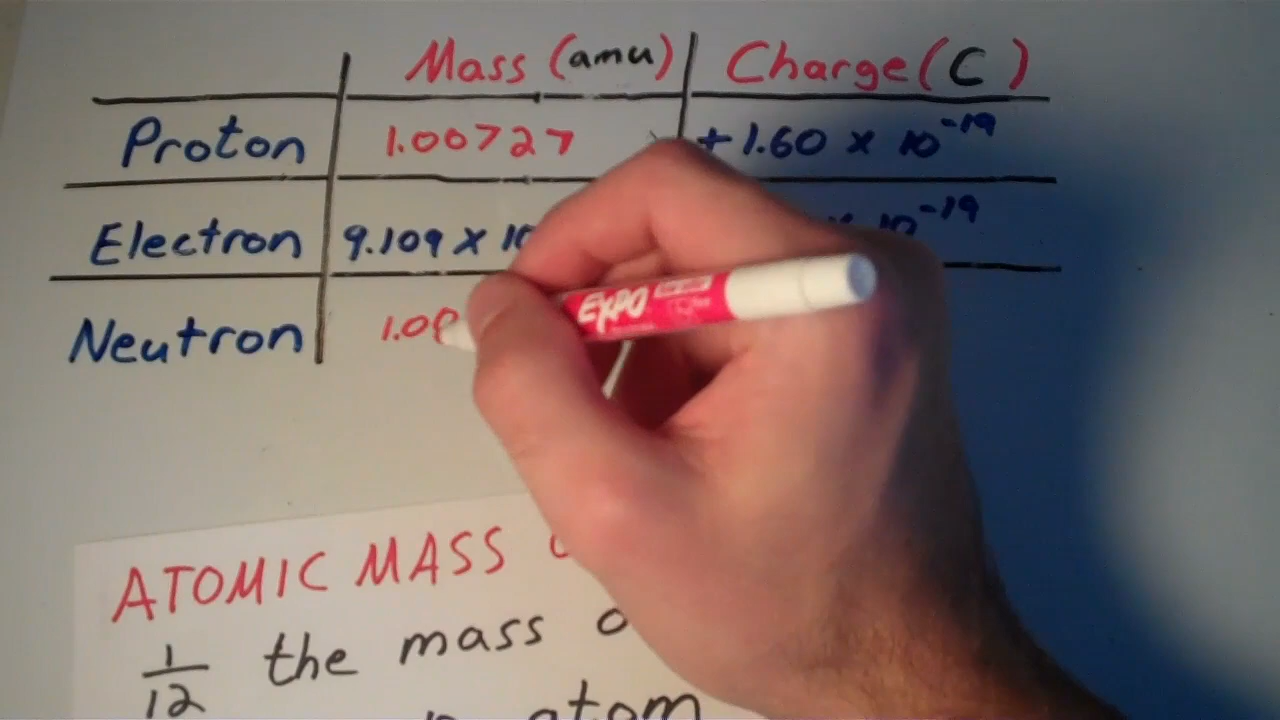 Mass (amu) Charge (C)
Proton 1.00727 +1.60 x 10⁻¹⁹
Electron 9.109 x 10 x 10⁻¹⁹
Neutron 1.00
EXPO
ATOMIC MASS
1/12 the mass
atom